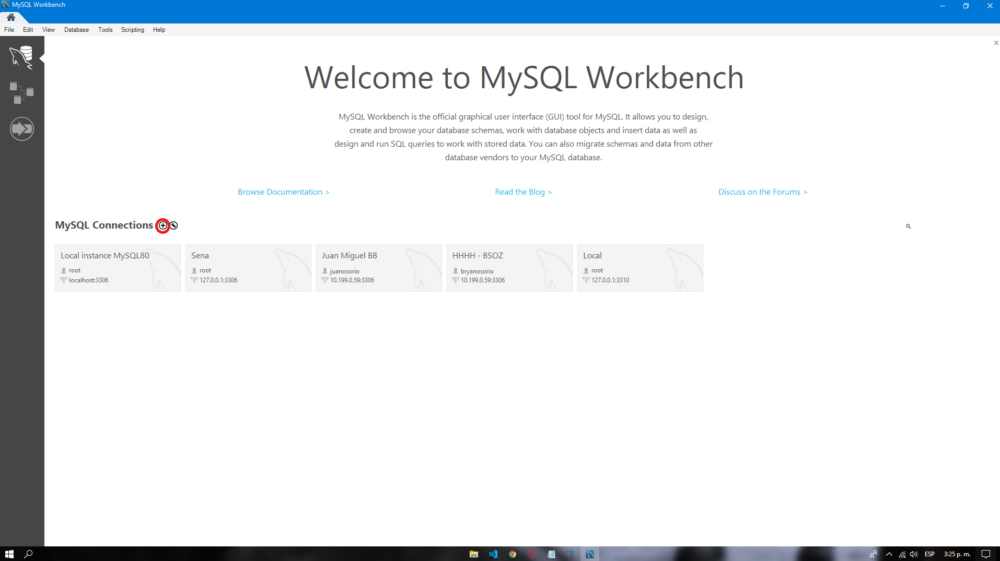 MySQL Workbench
File Edit View Database Tools Scripting Help
Welcome to MySQL Workbench
MySQL Workbench is the official graphical user interface (GUI) tool for MySQL. It allows you to design,
create and browse your database schemas, work with database objects and insert data as well as
design and run SQL queries to work with stored data. You can also migrate schemas and data from other
database vendors to your MySQL database.
Browse Documentation > Read the Blog > Discuss on the Forums >
MySQL Connections
Local instance MySQL80
root
localhost:3306
Sena
root
127.0.0.1:3306
Juan Miguel BB
juanosorio
10.199.0.59:3306
HHHH - BSOZ
bryanosorio
10.199.0.59:3306
Local
root
127.0.0.1:3310
ESP 3:25 p. m.